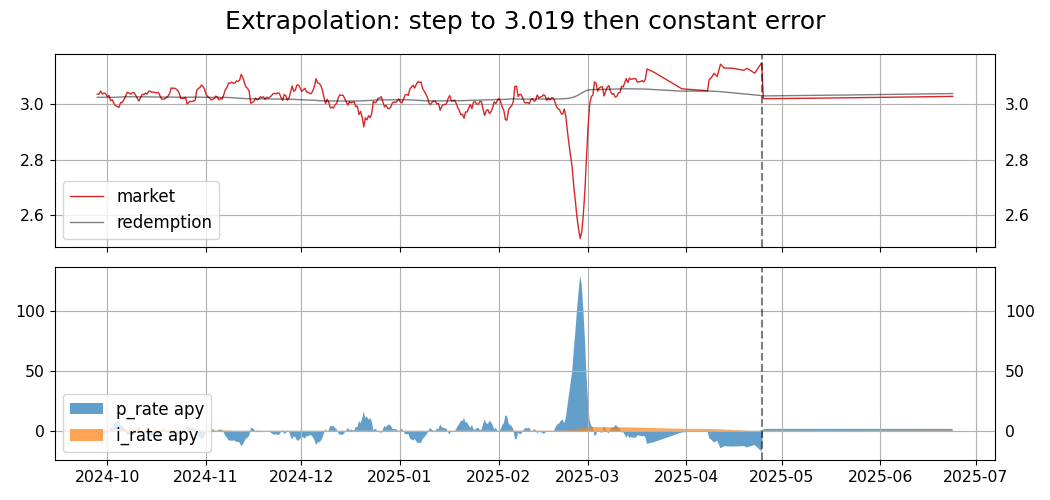 Extrapolation: step to 3.019 then constant error
3.0
2.8
2.6
3.0
2.8
2.6
market
redemption
100
50
0
100
50
0
p_rate apy
i_rate apy
2024-10 2024-11 2024-12 2025-01 2025-02 2025-03 2025-04 2025-05 2025-06 2025-07